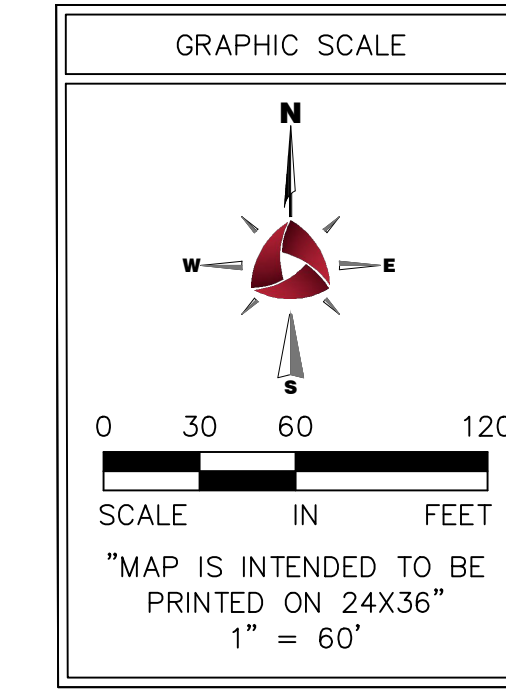 GRAPHIC SCALE
N
W E
S
0 30 60 120
SCALE IN FEET
"MAP IS INTENDED TO BE
PRINTED ON 24X36"
1" = 60'